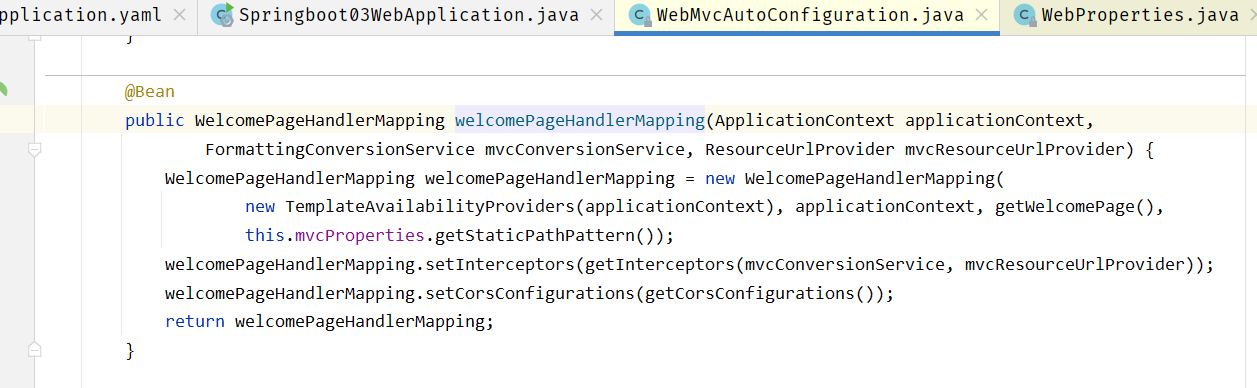 pplication.yaml Springboot03WebApplication.java WebMvcAutoConfiguration.java WebProperties.java
}
@Bean
public WelcomePageHandlerMapping welcomePageHandlerMapping(ApplicationContext applicationContext,
FormattingConversionService mvcConversionService, ResourceUrlProvider mvcResourceUrlProvider) {
WelcomePageHandlerMapping welcomePageHandlerMapping = new WelcomePageHandlerMapping(
new TemplateAvailabilityProviders(applicationContext), applicationContext, getWelcomePage(),
this.mvcProperties.getStaticPathPattern());
welcomePageHandlerMapping.setInterceptors(getInterceptors(mvcConversionService, mvcResourceUrlProvider));
welcomePageHandlerMapping.setCorsConfigurations(getCorsConfigurations());
return welcomePageHandlerMapping;
}